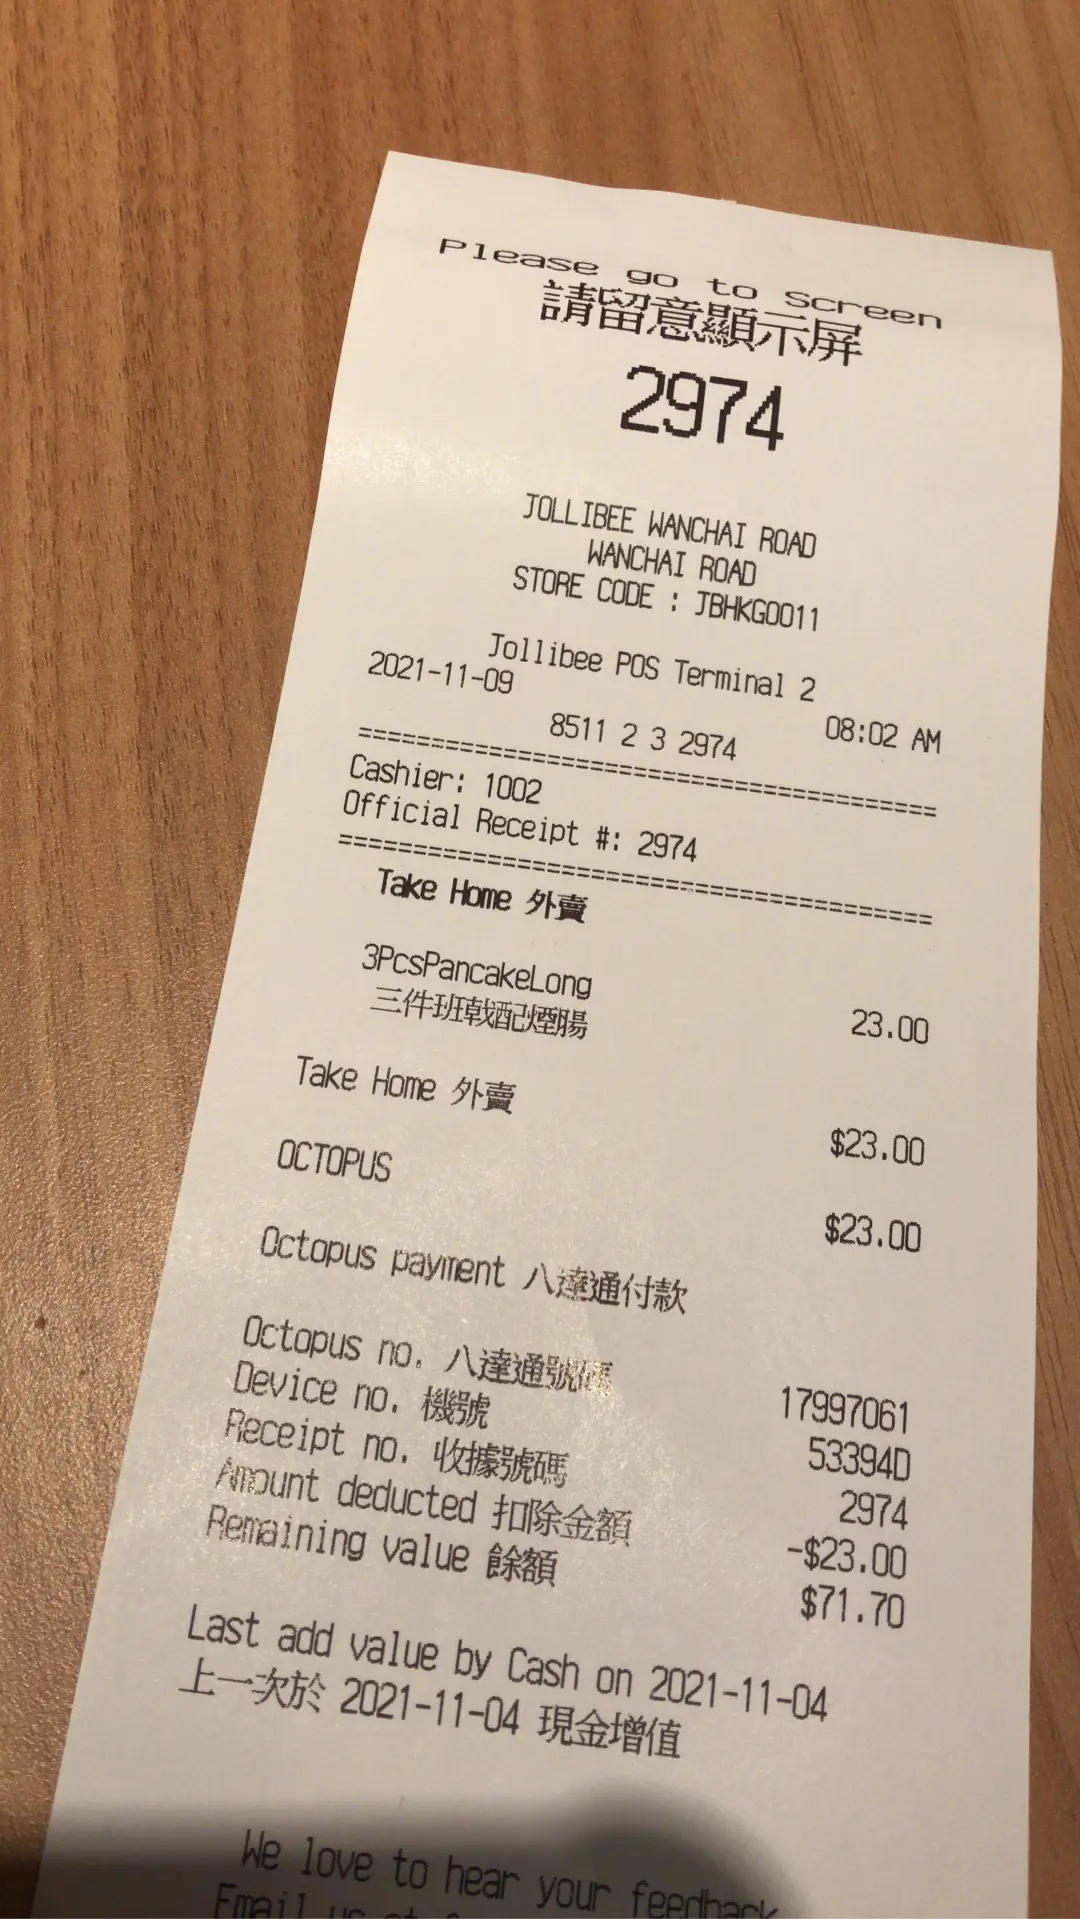 Please go to Screen
請留意顯示屏
2974
JOLLIBEE WANCHAI ROAD
WANCHAI ROAD
STORE CODE : JBHKG0011
Jollibee POS Terminal 2
2021-11-09 08:02 AM
8511 2 3 2974
======================================
Cashier: 1002
Official Receipt #: 2974
======================================
Take Home 外賣
3PcsPancakeLong
三件班戟配煙腸 23.00
Take Home 外賣 $23.00
OCTOPUS $23.00
Octopus payment 八達通付款
Octopus no. 八達通號碼 17997061
Device no. 機號 53394D
Receipt no. 收據號碼 2974
Amount deducted 扣除金額 -$23.00
Remaining value 餘額 $71.70
Last add value by Cash on 2021-11-04
上一次於 2021-11-04 現金增值
We love to hear your feedback
Email us at